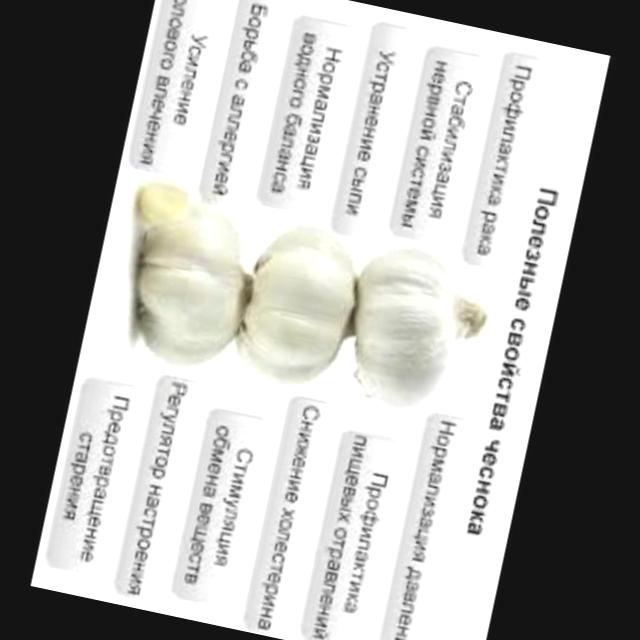 Полезные свойства чеснока
Профилактика рака
Стабилизация
нервной системы
Устранение сыпи
Нормализация
водного баланса
Борьба с аллергией
Усиление
полового влечения
Нормализация давлен
Профилактика
пищевых отравлений
Снижение холестерина
Стимуляция
обмена веществ
Регулятор настроения
Предотвращение
старения